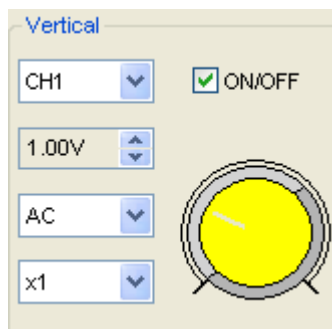 Vertical
CH1
ON/OFF
1.00V
AC
x1